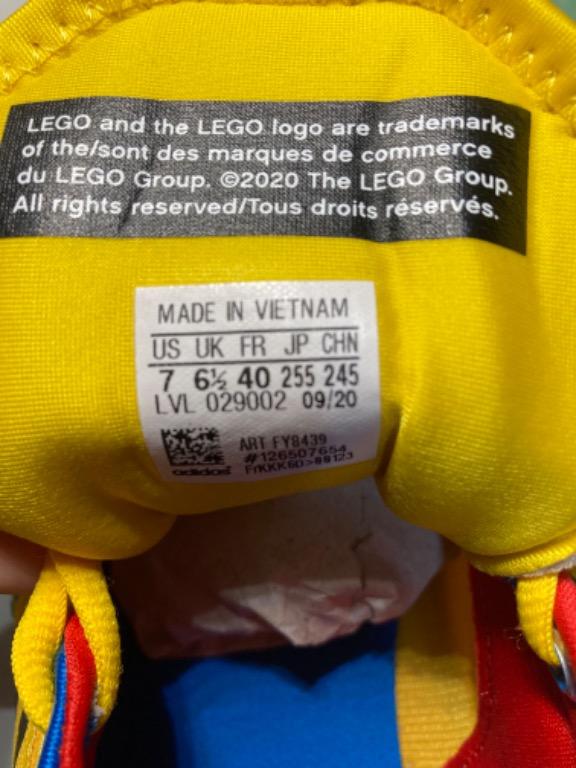 LEGO and the LEGO logo are trademarks
of the/sont des marques de commerce
du LEGO Group. ©2020 The LEGO Group.
All rights reserved/Tous droits réservés.
MADE IN VIETNAM
US UK FR JP CHN
7 6½ 40 255 245
LVL 029002 09/20
ART FY8439
#126507654
adidas